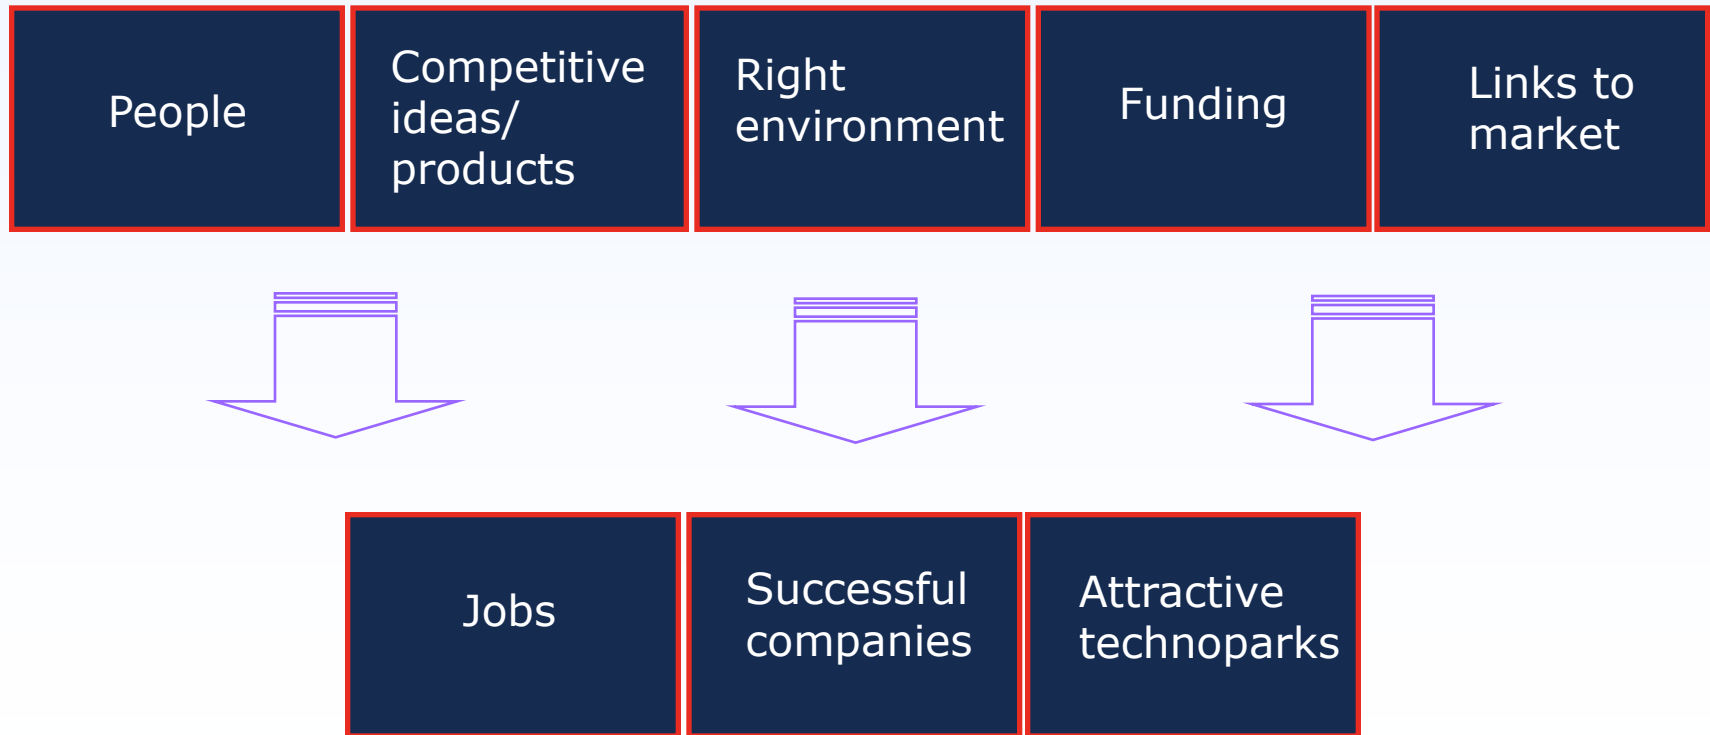 People
Competitive
ideas/
products
Right
environment
Funding
Links to
market
Jobs
Successful
companies
Attractive
technoparks